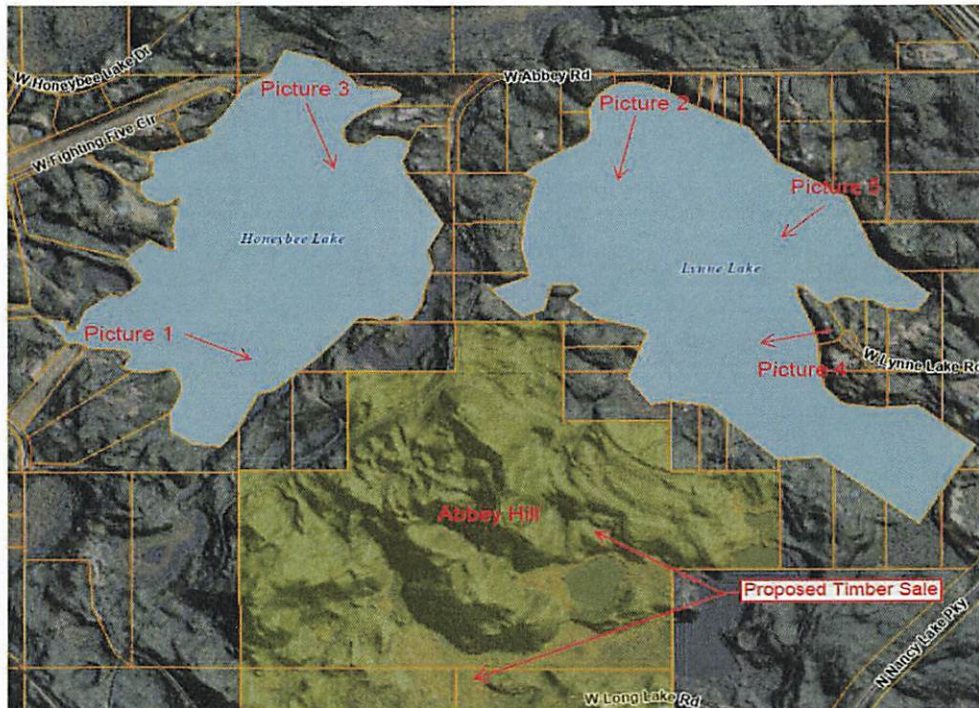 W Honeybee Lake Dr
Picture 3
W Abbey Rd
Picture 2
W Fighting Five Cir
Picture 5
Honeybee Lake
Lynne Lake
Picture 1
W Lynne Lake Rd
Picture 4
Abbey Hill
Proposed Timber Sale
N Nancy Lake Pky
W Long Lake Rd